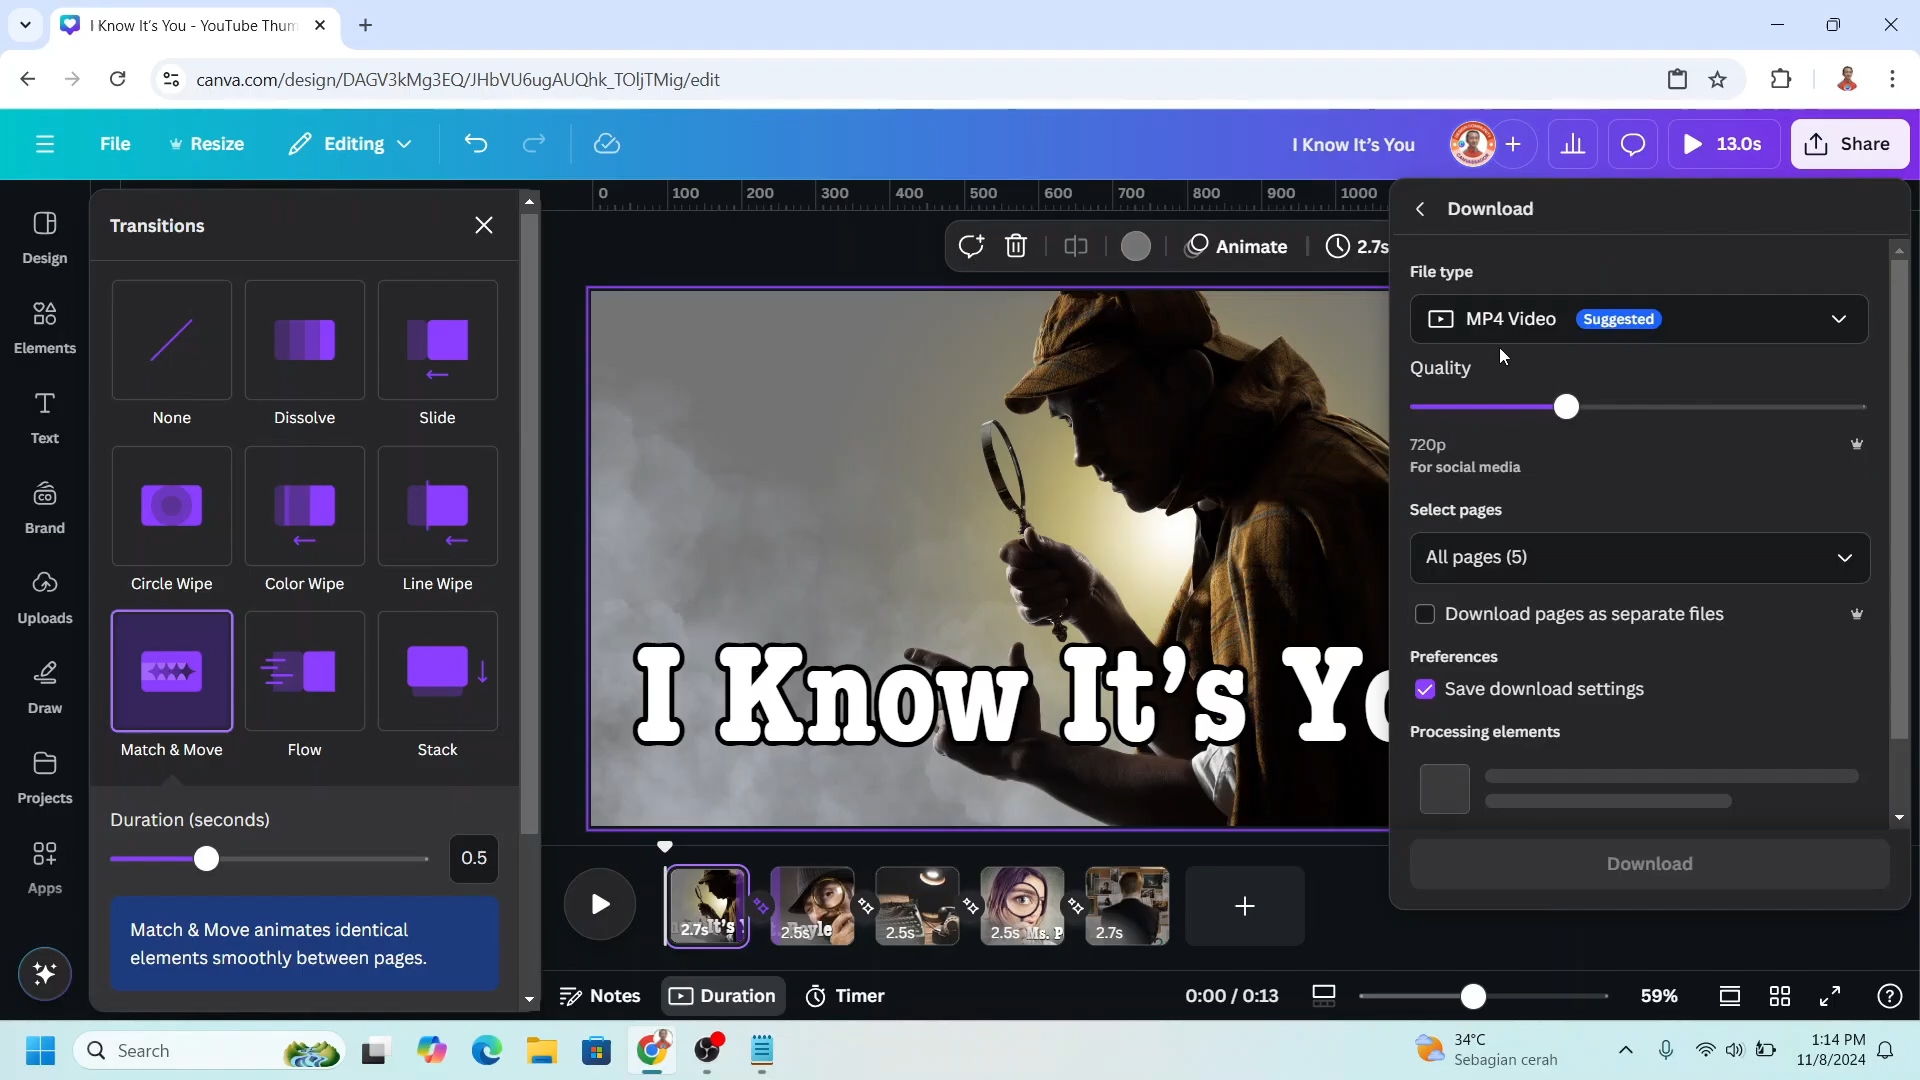 I Know It's You - YouTube Thum
canva.com/design/DAGV3kMg3EQ/JHbVU6ugAUQhk_TOljTMig/edit
File
Resize
Editing
I Know It's You
13.0s
Share
0 100 200 300 400 500 600 700 800 900 1000
Design
Elements
Text
Brand
Uploads
Draw
Projects
Apps
Transitions
None
Dissolve
Slide
Circle Wipe
Color Wipe
Line Wipe
Match & Move
Flow
Stack
Duration (seconds)
0.5
Match & Move animates identical
elements smoothly between pages.
Animate
2.7s
I Know It's Yo
2.7s
2.5s
2.5s
2.5s
Ms. P
2.7s
Notes
Duration
Timer
0:00 / 0:13
59%
Download
File type
MP4 Video
Suggested
Quality
720p
For social media
Select pages
All pages (5)
Download pages as separate files
Preferences
Save download settings
Processing elements
Download
Search
34°C
Sebagian cerah
1:14 PM
11/8/2024